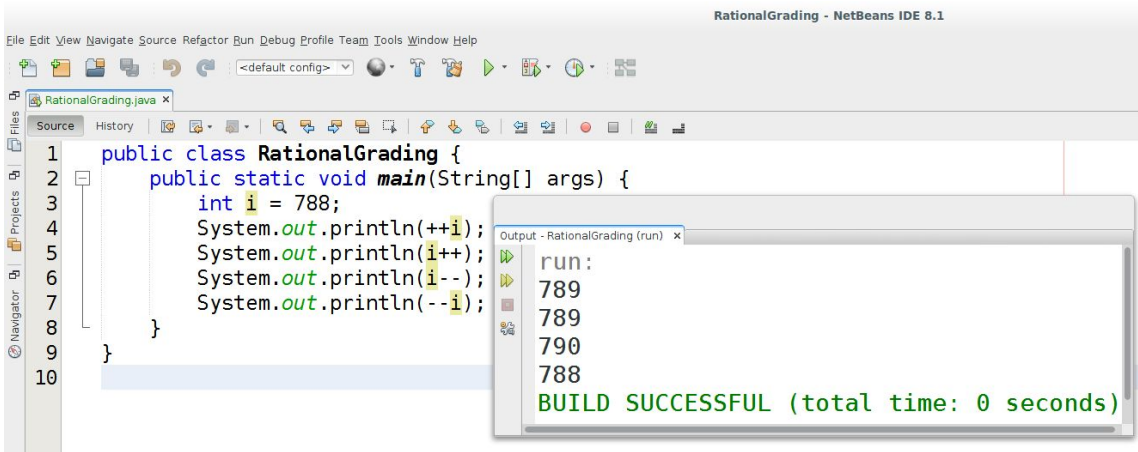 RationalGrading - NetBeans IDE 8.1
File Edit View Navigate Source Refactor Run Debug Profile Team Tools Window Help
<default config>
RationalGrading.java ×
Files
Projects
Navigator
Source History
1 public class RationalGrading {
2 public static void main(String[] args) {
3 int i = 788;
4 System.out.println(++i);
5 System.out.println(i++);
6 System.out.println(i--);
7 System.out.println(--i);
8 }
9 }
10
Output - RationalGrading (run) ×
run:
789
789
790
788
BUILD SUCCESSFUL (total time: 0 seconds)